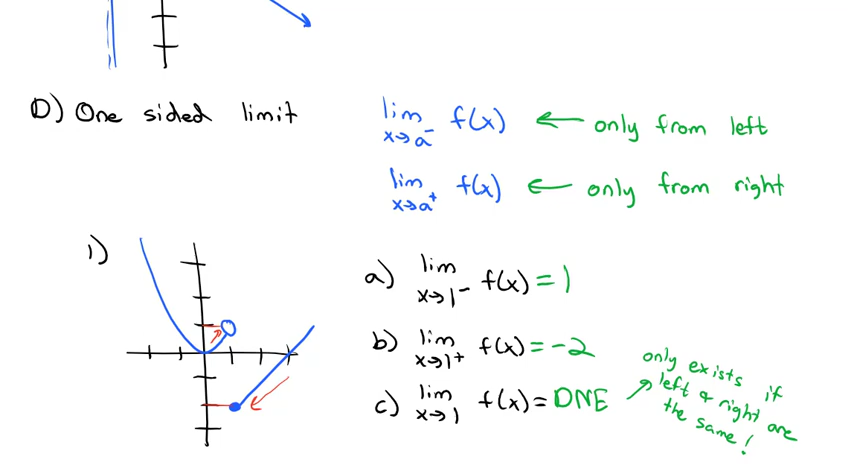 D) One sided limit
lim x→a⁻ f(x) ← only from left
lim x→a⁺ f(x) ← only from right
1)
a) lim x→1⁻ f(x) = 1
b) lim x→1⁺ f(x) = -2
c) lim x→1 f(x) = DNE
only exists if
left & right are
the same!